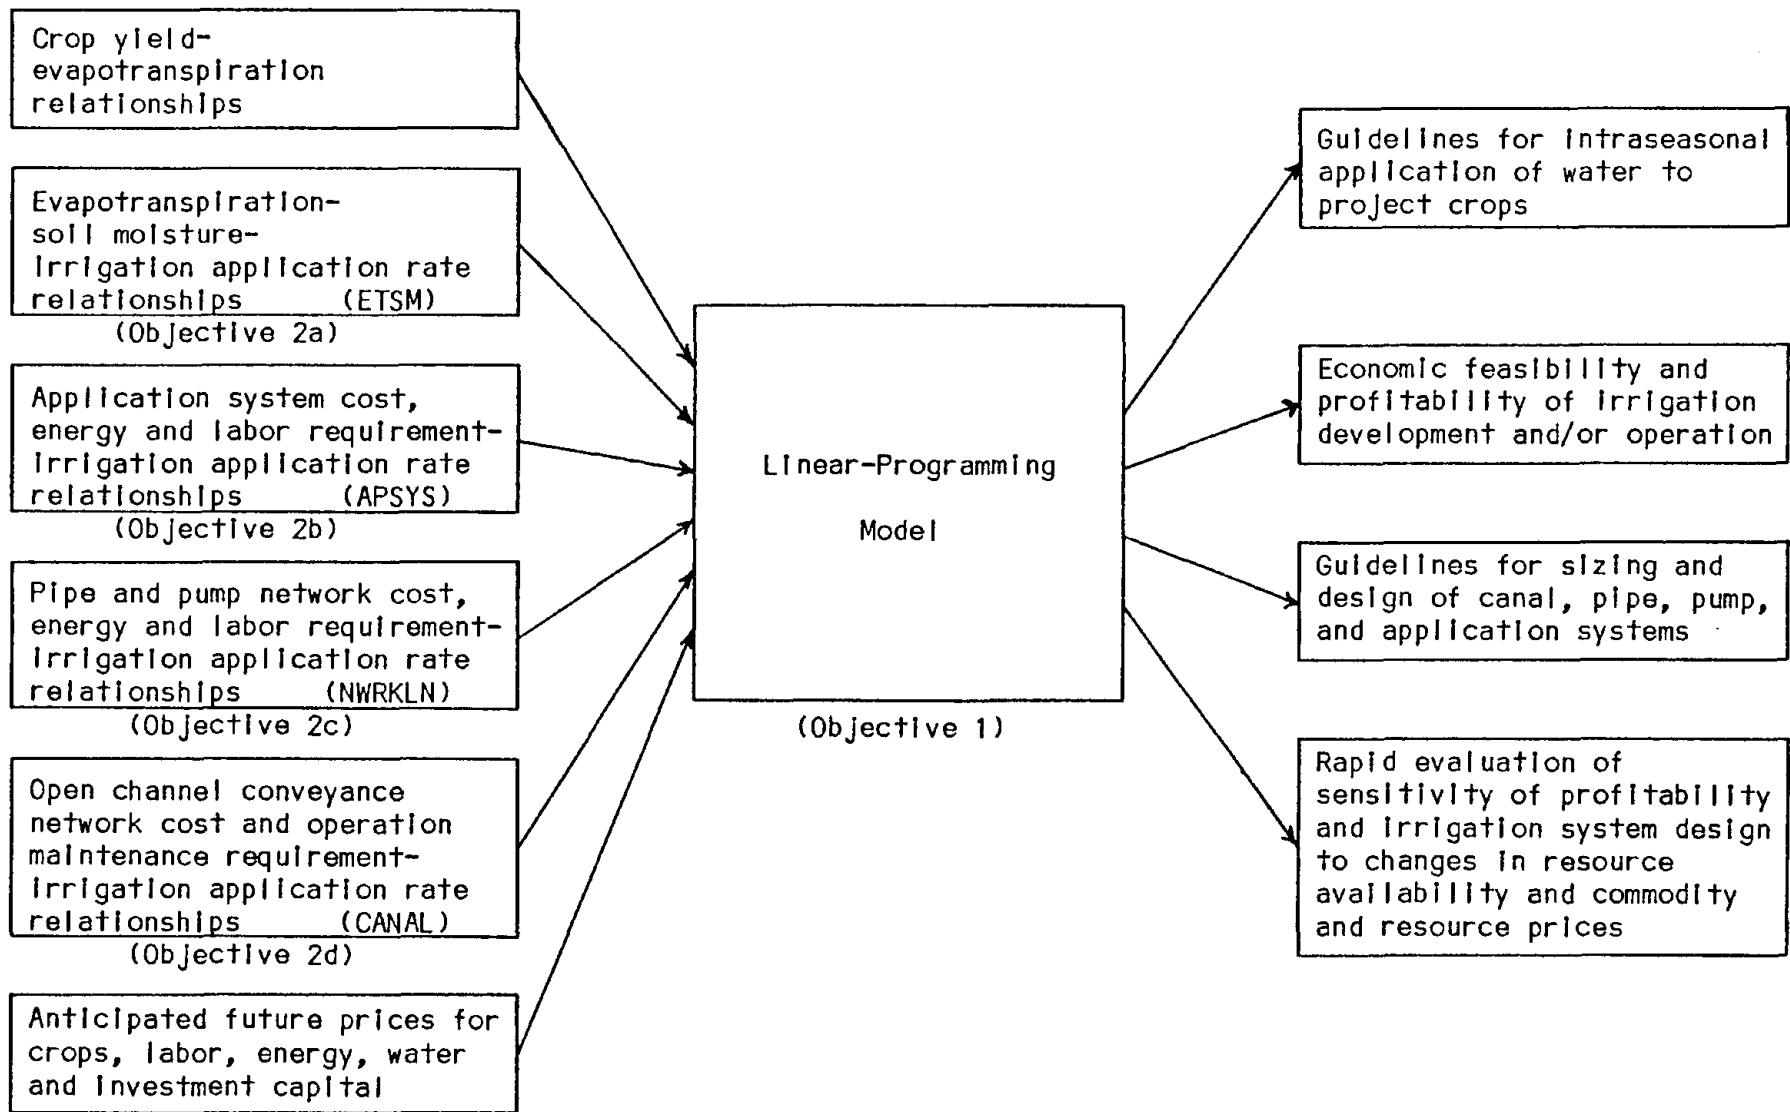 Crop yield-
evapotranspiration
relationships
Evapotranspiration-
soil moisture-
irrigation application rate
relationships (ETSM)
(Objective 2a)
Application system cost,
energy and labor requirement-
irrigation application rate
relationships (APSYS)
(Objective 2b)
Pipe and pump network cost,
energy and labor requirement-
irrigation application rate
relationships (NWRKLN)
(Objective 2c)
Open channel conveyance
network cost and operation
maintenance requirement-
irrigation application rate
relationships (CANAL)
(Objective 2d)
Anticipated future prices for
crops, labor, energy, water
and investment capital
Linear-Programming
Model
(Objective 1)
Guidelines for intraseasonal
application of water to
project crops
Economic feasibility and
profitability of irrigation
development and/or operation
Guidelines for sizing and
design of canal, pipe, pump,
and application systems
Rapid evaluation of
sensitivity of profitability
and irrigation system design
to changes in resource
availability and commodity
and resource prices